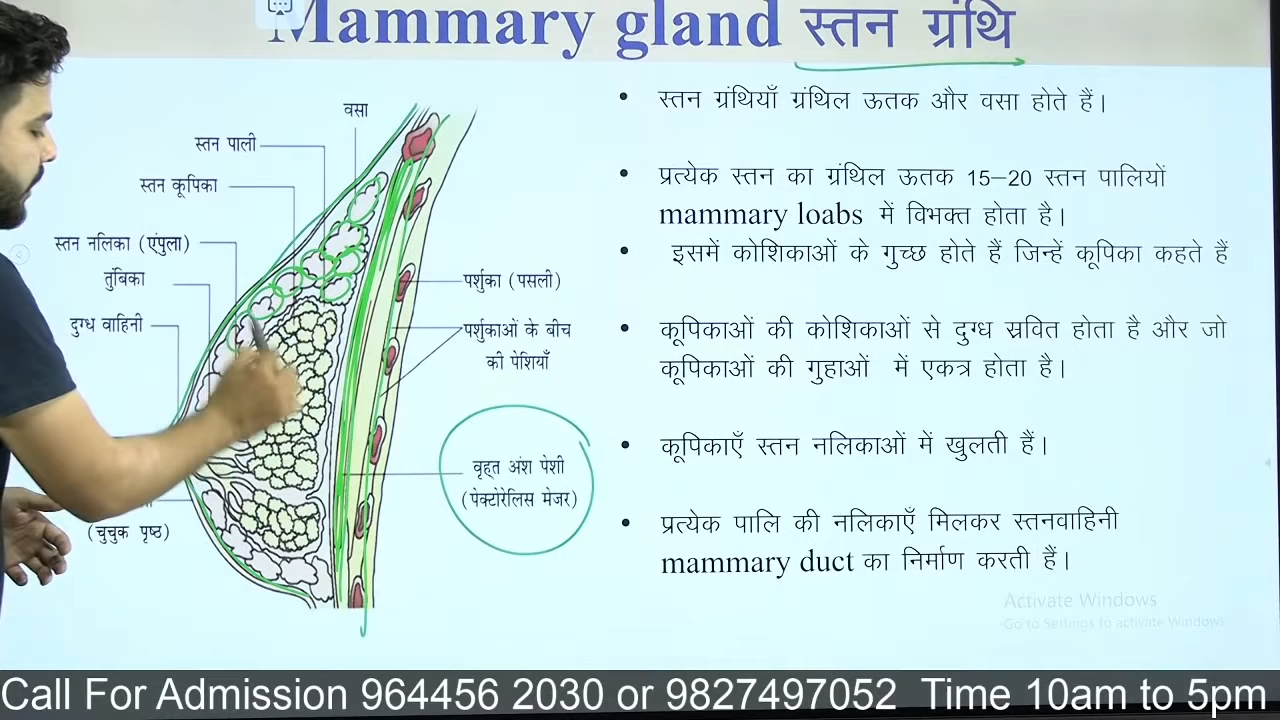 Mammary gland स्तन ग्रंथि
वसा
स्तन पाली
स्तन कूपिका
स्तन नलिका (एंपुला)
तुंबिका
दुग्ध वाहिनी
(चुचुक पृष्ठ)
पर्शुका (पसली)
पर्शुकाओं के बीच
की पेशियाँ
वृहत अंश पेशी
(पेक्टोरेलिस मेजर)
• स्तन ग्रंथियाँ ग्रंथिल ऊतक और वसा होते हैं।
• प्रत्येक स्तन का ग्रंथिल ऊतक 15–20 स्तन पालियों
mammary loabs में विभक्त होता है।
• इसमें कोशिकाओं के गुच्छ होते हैं जिन्हें कूपिका कहते हैं
• कूपिकाओं की कोशिकाओं से दुग्ध स्रवित होता है और जो
कूपिकाओं की गुहाओं में एकत्र होता है।
• कूपिकाएँ स्तन नलिकाओं में खुलती हैं।
• प्रत्येक पालि की नलिकाएँ मिलकर स्तनवाहिनी
mammary duct का निर्माण करती हैं।
Activate Windows
Go to Settings to activate Windows.
Call For Admission 964456 2030 or 9827497052 Time 10am to 5pm